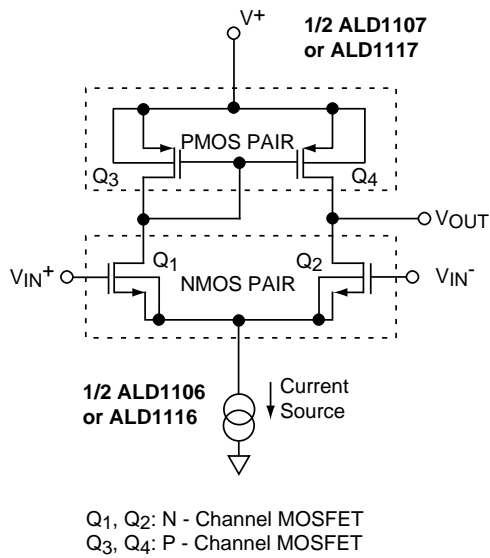 V+
1/2 ALD1107
or ALD1117
PMOS PAIR
Q3
Q4
VOUT
VIN+
Q1
NMOS PAIR
Q2
VIN-
1/2 ALD1106
or ALD1116
Current
Source
Q1, Q2: N - Channel MOSFET
Q3, Q4: P - Channel MOSFET